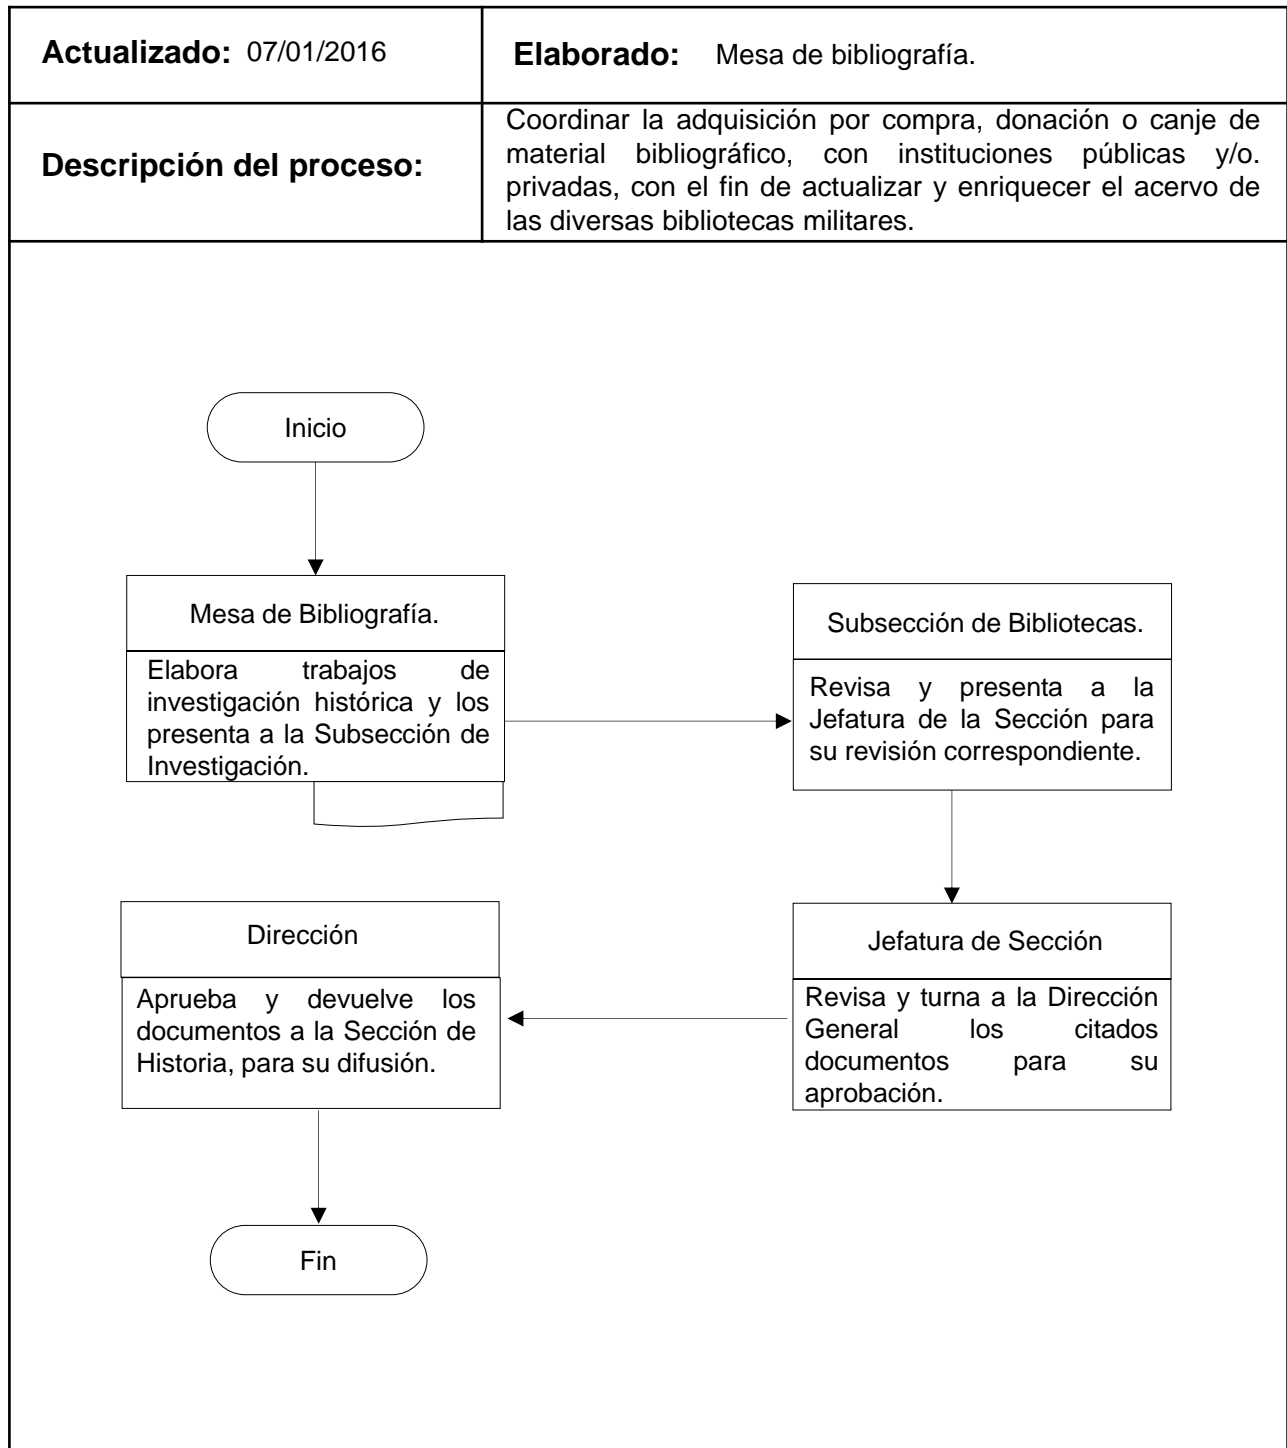 Actualizado: 07/01/2016
Elaborado: Mesa de bibliografía.
Descripción del proceso:
Coordinar la adquisición por compra, donación o canje de
material bibliográfico, con instituciones públicas y/o.
privadas, con el fin de actualizar y enriquecer el acervo de
las diversas bibliotecas militares.
Inicio
Mesa de Bibliografía.
Elabora trabajos de
investigación histórica y los
presenta a la Subsección de
Investigación.
Subsección de Bibliotecas.
Revisa y presenta a la
Jefatura de la Sección para
su revisión correspondiente.
Jefatura de Sección
Revisa y turna a la Dirección
General los citados
documentos para su
aprobación.
Dirección
Aprueba y devuelve los
documentos a la Sección de
Historia, para su difusión.
Fin